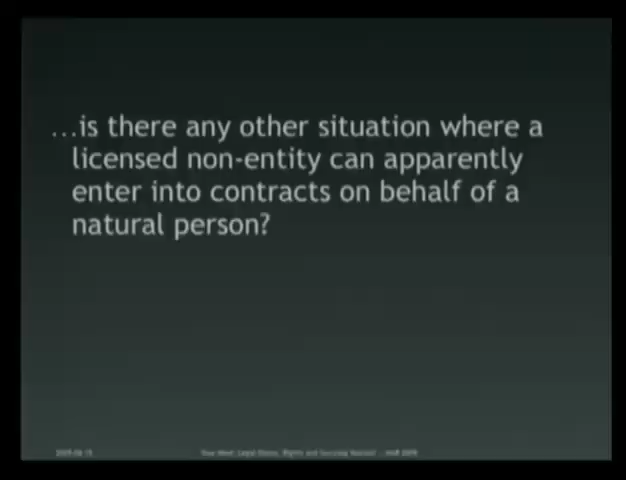 ...is there any other situation where a
licensed non-entity can apparently
enter into contracts on behalf of a
natural person?